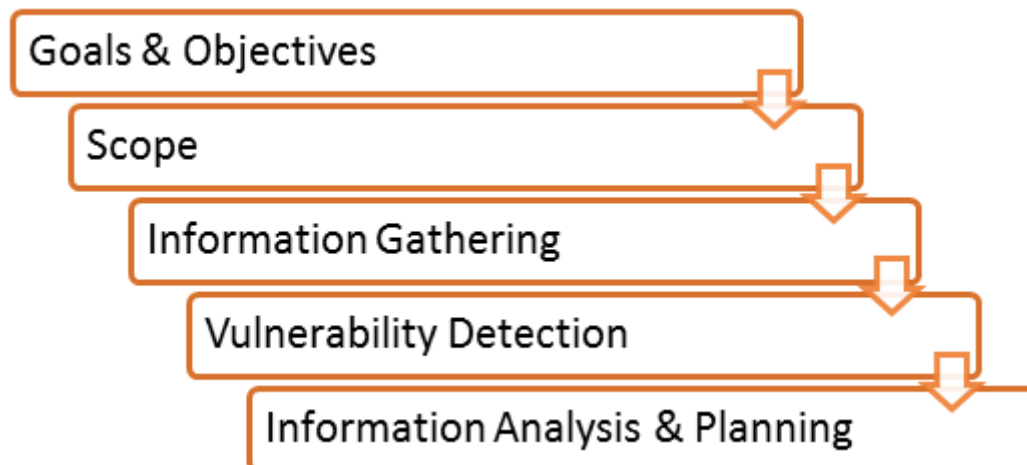 Goals & Objectives
Scope
Information Gathering
Vulnerability Detection
Information Analysis & Planning